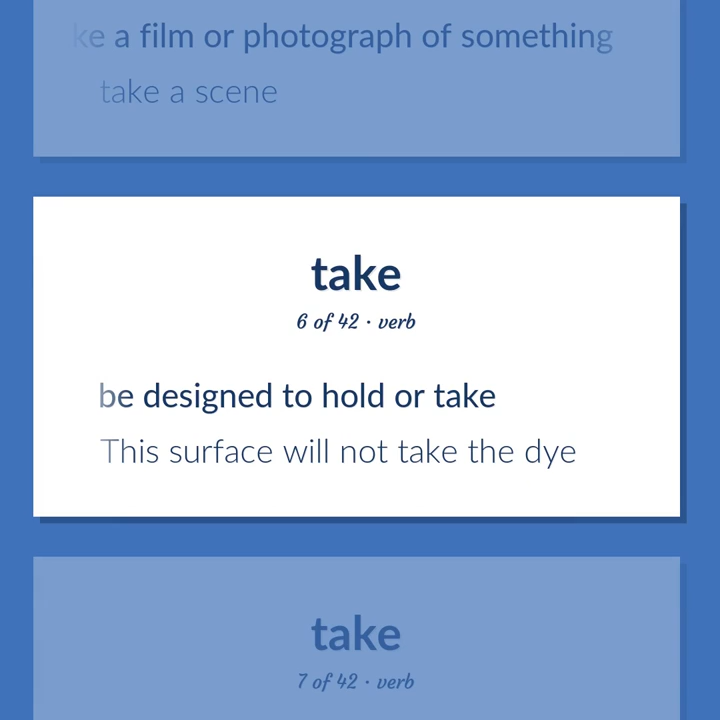 ke a film or photograph of something
take a scene
take
6 of 42 · verb
be designed to hold or take
This surface will not take the dye
take
7 of 42 · verb